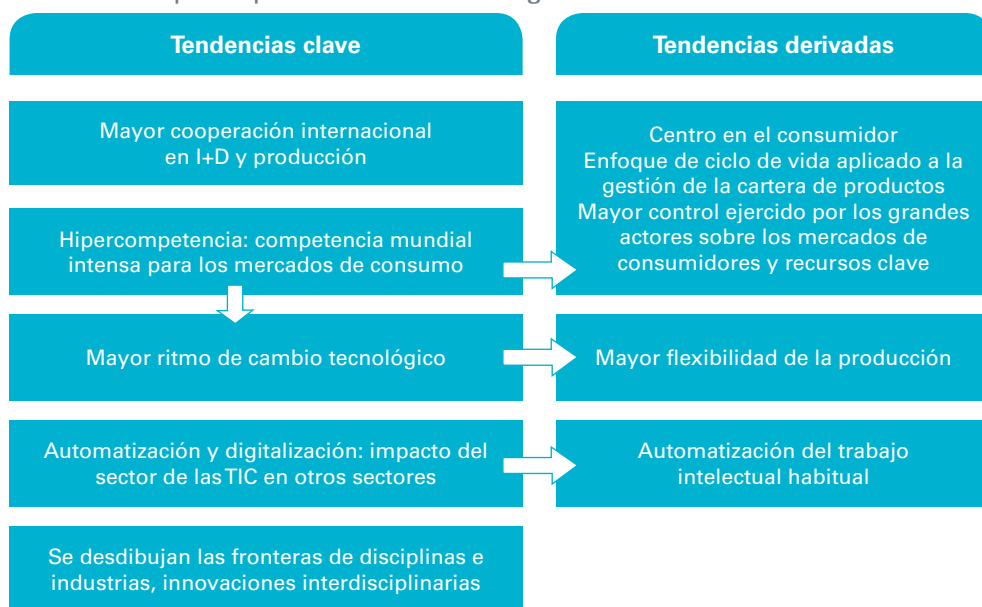 Tendencias clave
Tendencias derivadas
Mayor cooperación internacional
en I+D y producción
Hipercompetencia: competencia mundial
intensa para los mercados de consumo
Centro en el consumidor
Enfoque de ciclo de vida aplicado a la
gestión de la cartera de productos
Mayor control ejercido por los grandes
actores sobre los mercados de
consumidores y recursos clave
Mayor ritmo de cambio tecnológico
Mayor flexibilidad de la producción
Automatización y digitalización: impacto del
sector de las TIC en otros sectores
Automatización del trabajo
intelectual habitual
Se desdibujan las fronteras de disciplinas e
industrias, innovaciones interdisciplinarias